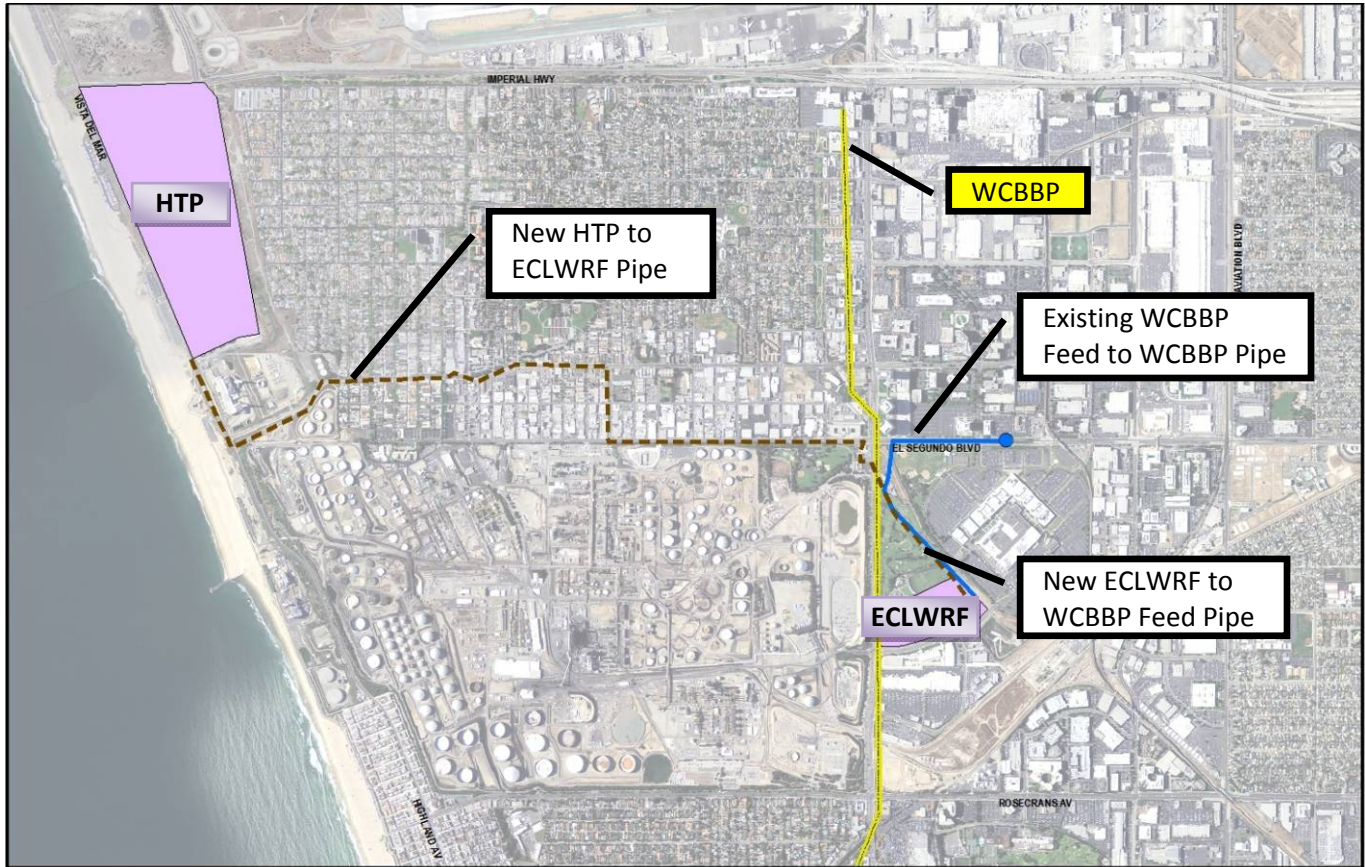 IMPERIAL HWY
VISTA DEL MAR
HTP
WCBBP
New HTP to
ECLWRF Pipe
AVIATION BLVD
Existing WCBBP
Feed to WCBBP Pipe
EL SEGUNDO BLVD
New ECLWRF to
WCBBP Feed Pipe
ECLWRF
HIGHLAND AV
ROSECRANS AV